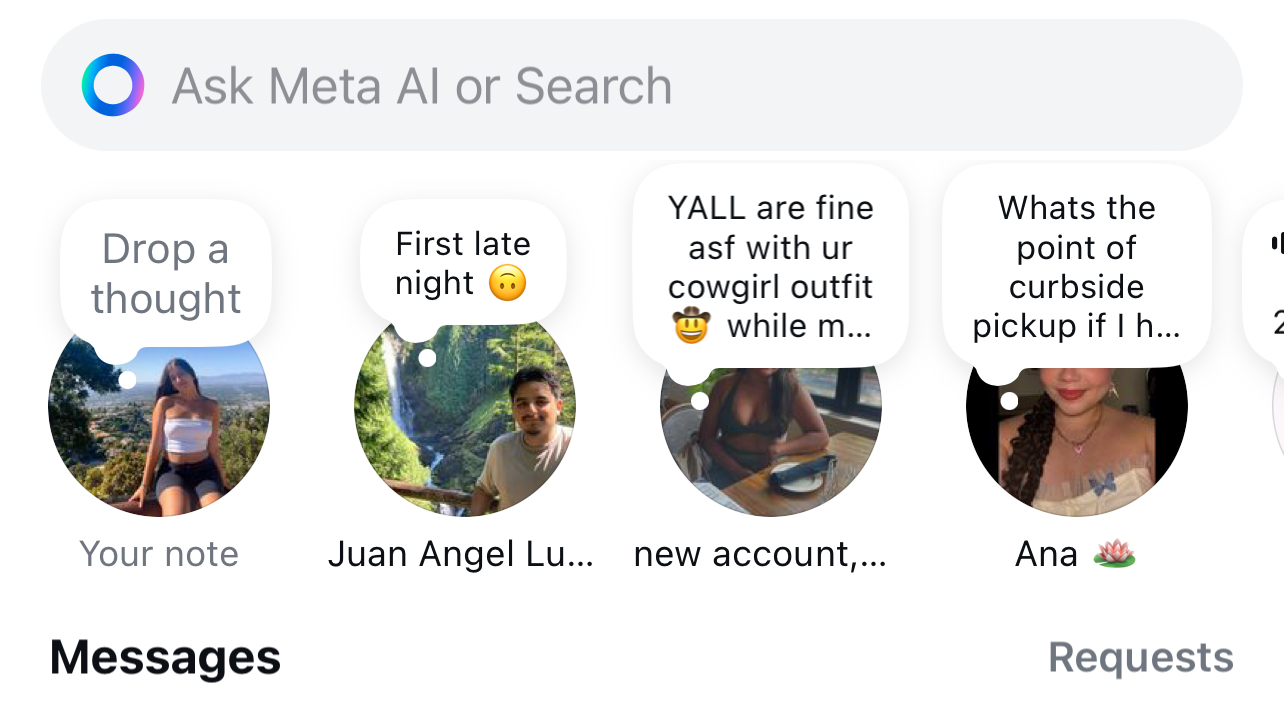 Ask Meta AI or Search
Drop a
thought
First late
night 🙃
YALL are fine
asf with ur
cowgirl outfit
🤠 while m...
Whats the
point of
curbside
pickup if I h...
2
Your note
Juan Angel Lu...
new account,...
Ana 🪷
Messages
Requests